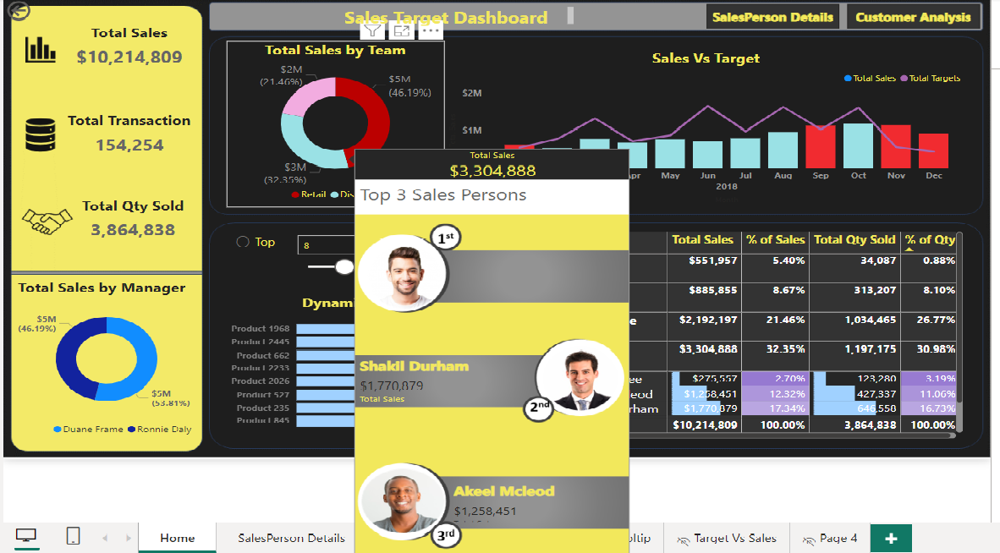 Sales Target Dashboard
SalesPerson Details
Customer Analysis
Total Sales
$10,214,809
Total Transaction
154,254
Total Qty Sold
3,864,838
Total Sales by Manager
$5M
(46.19%)
$5M
(53.81%)
Duane Frame
Ronnie Daly
Total Sales by Team
$2M
(21.46%)
$5M
(46.19%)
$3M
(32.35%)
Retail
Dis
Sales Vs Target
Total Sales
Total Targets
$2M
$1M
pr May Jun Jul Aug Sep Oct Nov Dec
2018
Top
8
Dynam
Product 1968
Product 2445
Product 662
Product 2233
Product 2026
Product 527
Product 235
Product 845
Total Sales
$3,304,888
Top 3 Sales Persons
1st
Shakil Durham
$1,770,879
Total Sales
2nd
Akeel Mcleod
$1,258,451
3rd
Total Sales % of Sales Total Qty Sold % of Qty
$551,957 5.40% 34,087 0.88%
$885,855 8.67% 313,207 8.10%
e $2,192,197 21.46% 1,034,465 26.77%
$3,304,888 32.35% 1,197,175 30.98%
ee $275,557 2.70% 123,280 3.19%
eod $1,258,451 12.32% 427,337 11.06%
rham $1,770,879 17.34% 646,558 16.73%
$10,214,809 100.00% 3,864,838 100.00%
Home
SalesPerson Details
oltip
Target Vs Sales
Page 4
+